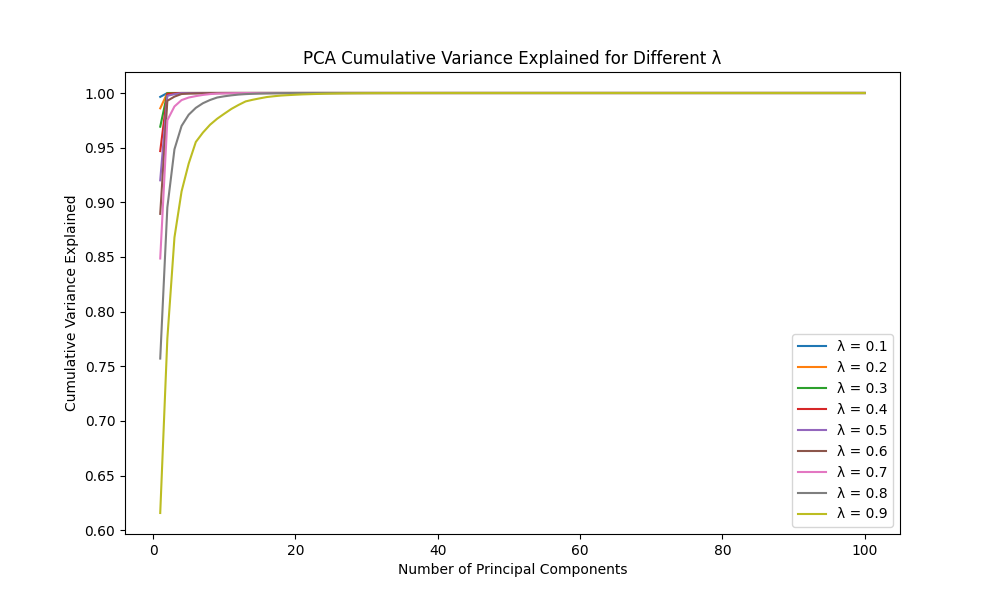 PCA Cumulative Variance Explained for Different λ
Cumulative Variance Explained
1.00
0.95
0.90
0.85
0.80
0.75
0.70
0.65
0.60
0
20
40
60
80
100
Number of Principal Components
λ = 0.1
λ = 0.2
λ = 0.3
λ = 0.4
λ = 0.5
λ = 0.6
λ = 0.7
λ = 0.8
λ = 0.9